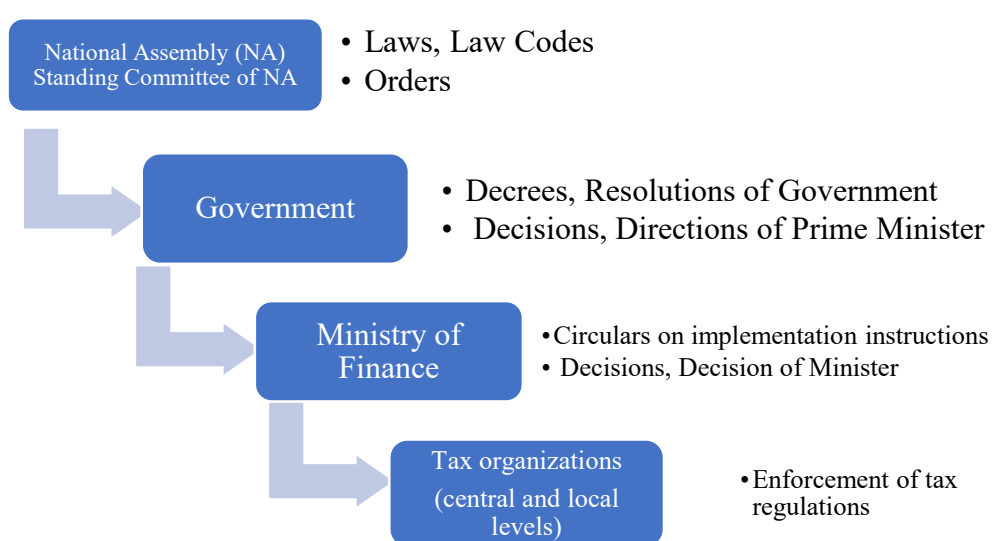 National Assembly (NA)
Standing Committee of NA
• Laws, Law Codes
• Orders
Government
• Decrees, Resolutions of Government
• Decisions, Directions of Prime Minister
Ministry of
Finance
•Circulars on implementation instructions
• Decisions, Decision of Minister
Tax organizations
(central and local
levels)
•Enforcement of tax
regulations